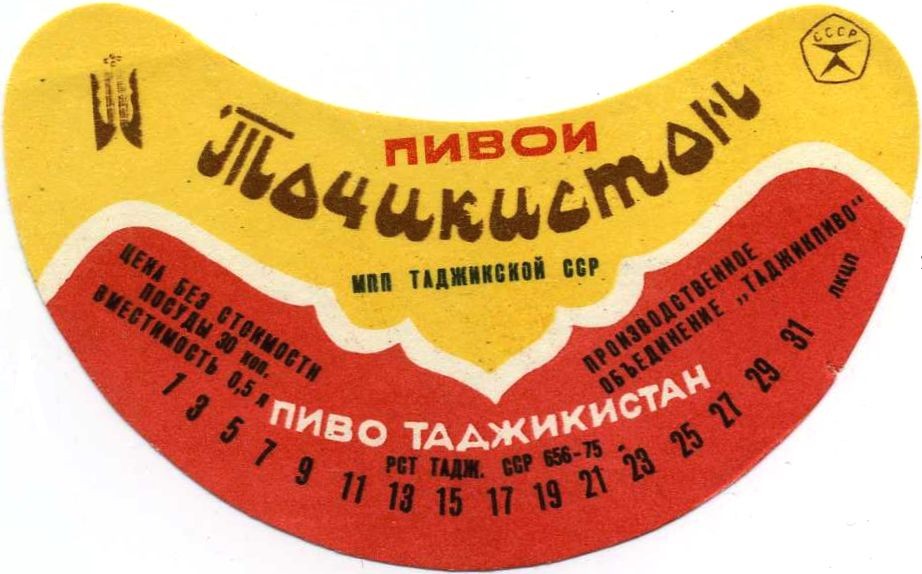 СССР
ПИВОИ
Тоҷикистон
МПП ТАДЖИКСКОЙ ССР
ЦЕНА БЕЗ СТОИМОСТИ
ПОСУДЫ 30 коп.
ВМЕСТИМОСТЬ 0,5 л
ПРОИЗВОДСТВЕННОЕ
ОБЪЕДИНЕНИЕ „ТАДЖИКПИВО“
ЛКЦП
ПИВО ТАДЖИКИСТАН
РСТ ТАДЖ. ССР 656-75
1 3 5 7 9 11 13 15 17 19 21 23 25 27 29 31